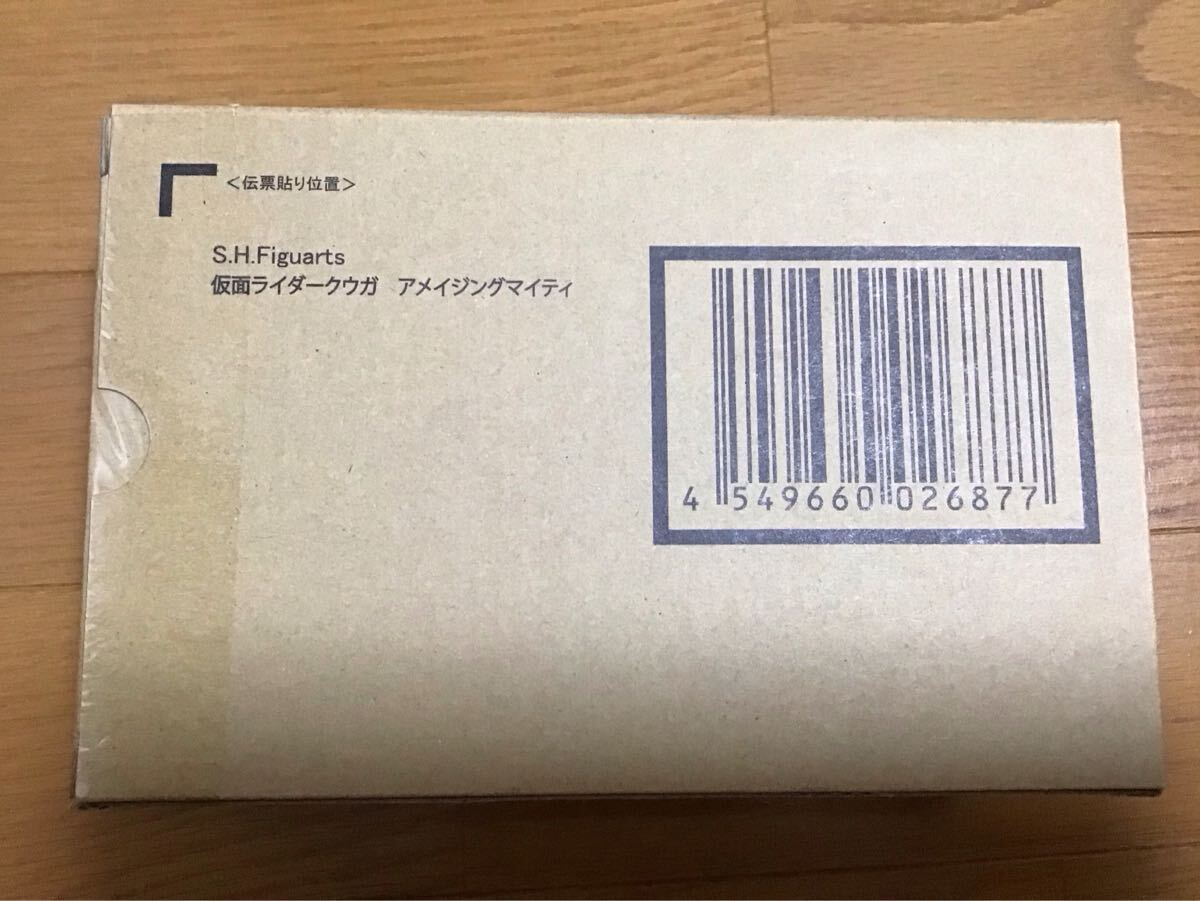 ＜伝票貼り位置＞
S.H.Figuarts
仮面ライダークウガ　アメイジングマイティ
4 549660 026877